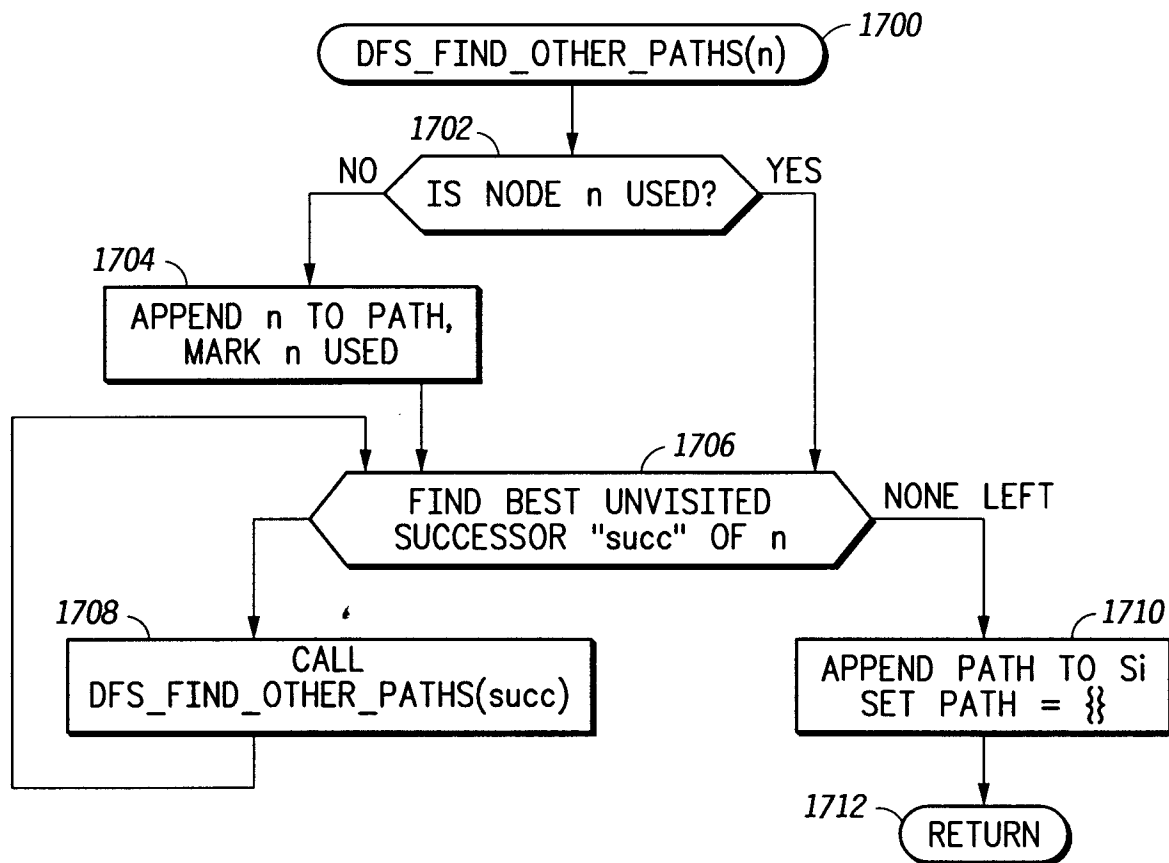 1700
DFS_FIND_OTHER_PATHS(n)
1702
NO
YES
IS NODE n USED?
1704
APPEND n TO PATH,
MARK n USED
1706
FIND BEST UNVISITED
SUCCESSOR "succ" OF n
NONE LEFT
1708
CALL
DFS_FIND_OTHER_PATHS(succ)
1710
APPEND PATH TO Si
SET PATH = {}
1712
RETURN